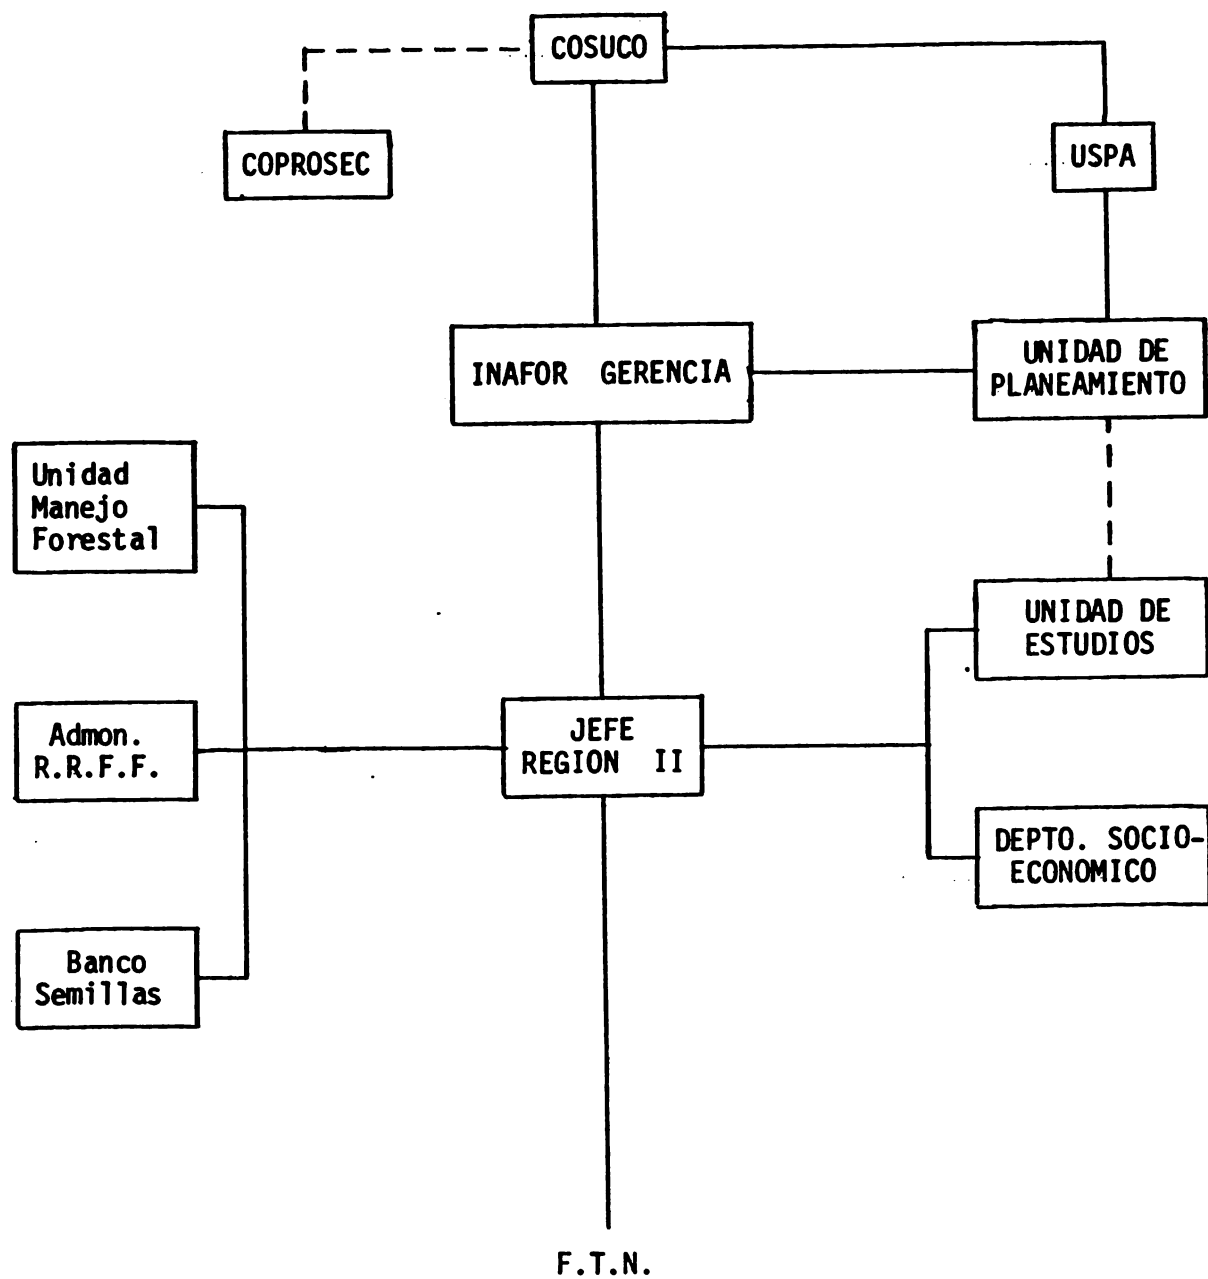 COSUCO
COPROSEC
USPA
INAFOR GERENCIA
UNIDAD DE
PLANEAMIENTO
Unidad
Manejo
Forestal
UNIDAD DE
ESTUDIOS
Admon.
R.R.F.F.
JEFE
REGION II
DEPTO. SOCIO-
ECONOMICO
Banco
Semillas
F.T.N.